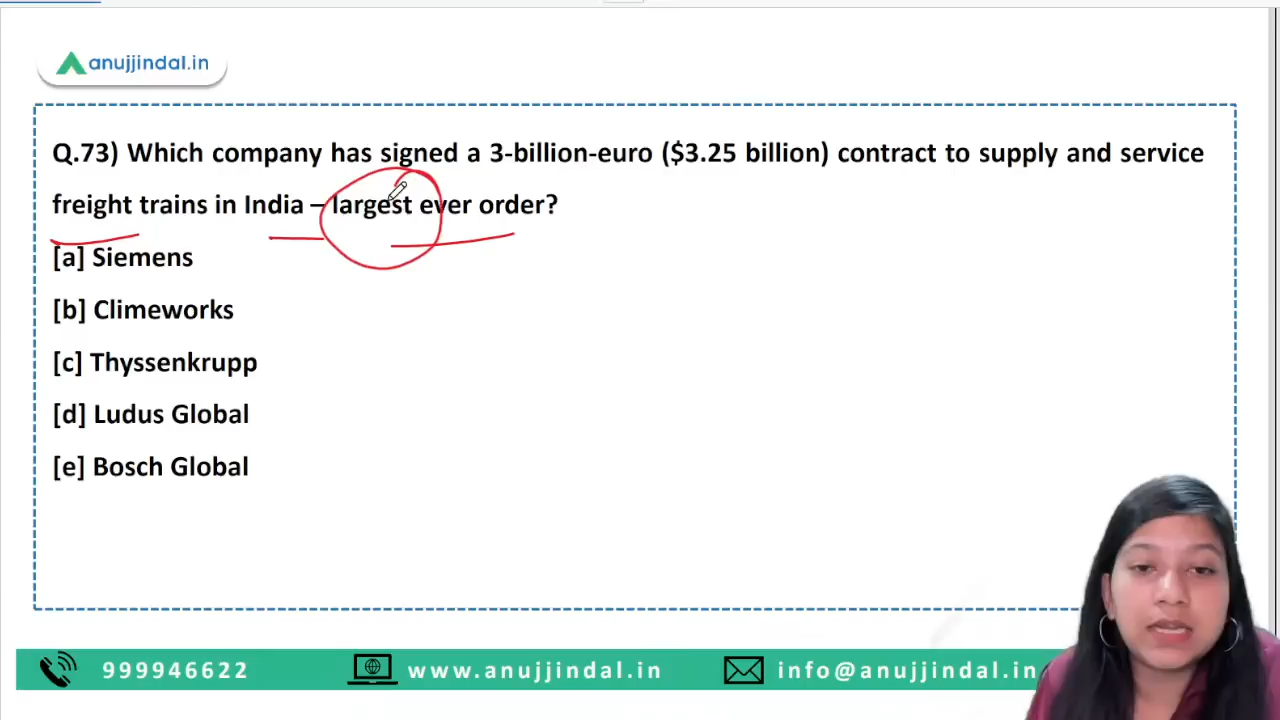 anujjindal.in
Q.73) Which company has signed a 3-billion-euro ($3.25 billion) contract to supply and service
freight trains in India – largest ever order?
[a] Siemens
[b] Climeworks
[c] Thyssenkrupp
[d] Ludus Global
[e] Bosch Global
999946622 www.anujjindal.in info@anujjindal.in